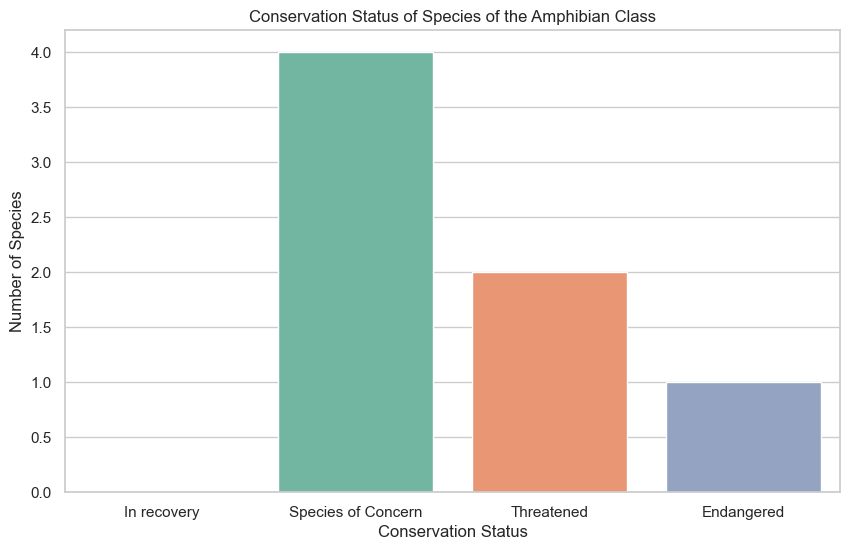 Conservation Status of Species of the Amphibian Class
Number of Species
4.0
3.5
3.0
2.5
2.0
1.5
1.0
0.5
0.0
In recovery
Species of Concern
Threatened
Endangered
Conservation Status